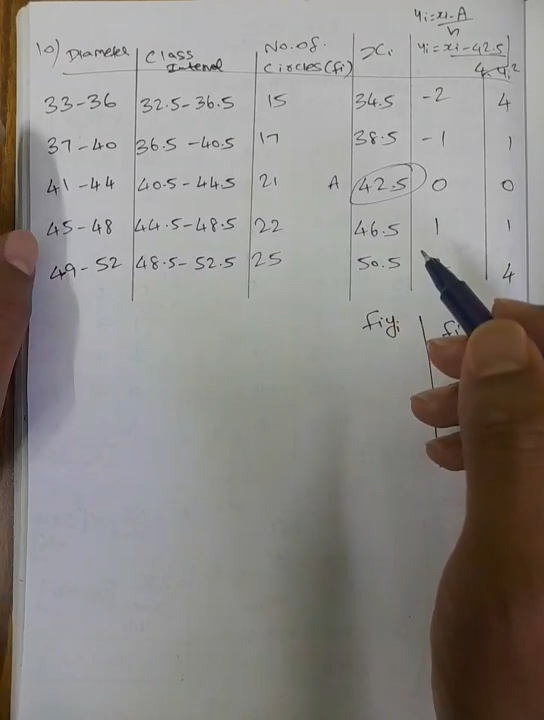 yi=xi-A
h
10) Diameter Class Interval No.of. Circles(fi) xi yi=xi-42.5 yi²
4
33-36 32.5-36.5 15 34.5 -2 4
37-40 36.5-40.5 17 38.5 -1 1
41-44 40.5-44.5 21 A 42.5 0 0
45-48 44.5-48.5 22 46.5 1 1
49-52 48.5-52.5 25 50.5 4
fiyi fi